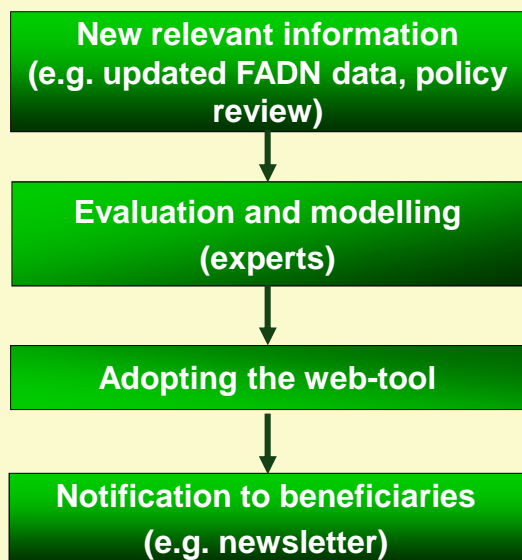 New relevant information
(e.g. updated FADN data, policy
review)
Evaluation and modelling
(experts)
Adopting the web-tool
Notification to beneficiaries
(e.g. newsletter)